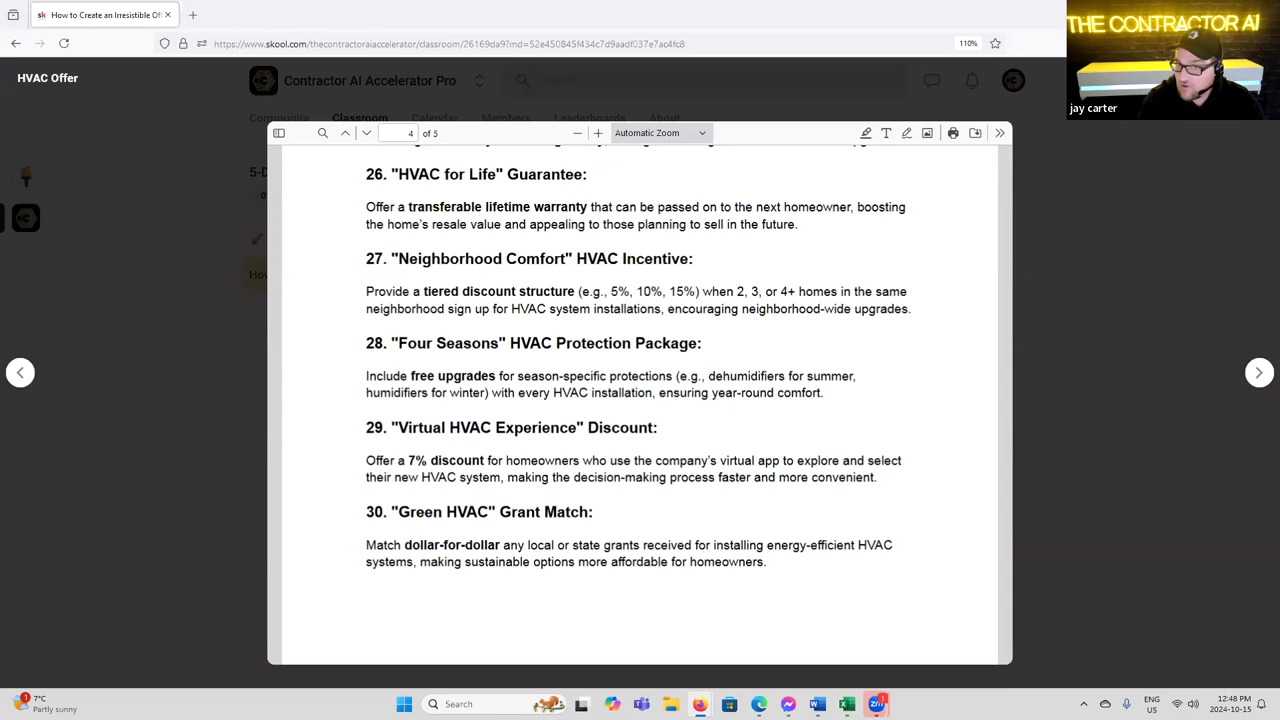 How to Create an Irresistible Of
https://www.skool.com/thecontractoraiaccelerator/classroom/26169da9?md=52e450845f434c7d9aadf037e7ac4fc8
110%
THE CONTRACTOR AI
jay carter
HVAC Offer
Contractor AI Accelerator Pro
Search
Community
Classroom
Calendar
Members
Leaderboards
About
4 of 5
Automatic Zoom
5-D
How
26. "HVAC for Life" Guarantee:
Offer a transferable lifetime warranty that can be passed on to the next homeowner, boosting
the home's resale value and appealing to those planning to sell in the future.
27. "Neighborhood Comfort" HVAC Incentive:
Provide a tiered discount structure (e.g., 5%, 10%, 15%) when 2, 3, or 4+ homes in the same
neighborhood sign up for HVAC system installations, encouraging neighborhood-wide upgrades.
28. "Four Seasons" HVAC Protection Package:
Include free upgrades for season-specific protections (e.g., dehumidifiers for summer,
humidifiers for winter) with every HVAC installation, ensuring year-round comfort.
29. "Virtual HVAC Experience" Discount:
Offer a 7% discount for homeowners who use the company's virtual app to explore and select
their new HVAC system, making the decision-making process faster and more convenient.
30. "Green HVAC" Grant Match:
Match dollar-for-dollar any local or state grants received for installing energy-efficient HVAC
systems, making sustainable options more affordable for homeowners.
7°C
Partly sunny
Search
ENG
US
12:48 PM
2024-10-15